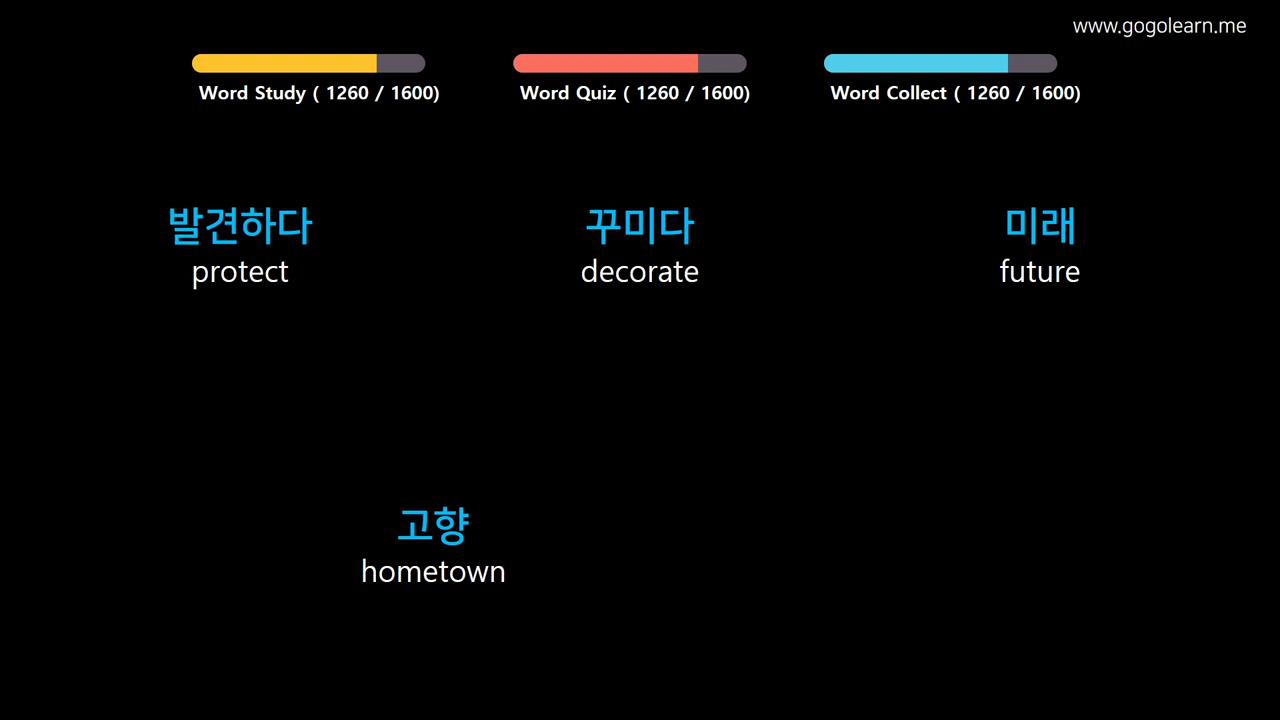 www.gogolearn.me
Word Study ( 1260 / 1600)
Word Quiz ( 1260 / 1600)
Word Collect ( 1260 / 1600)
발견하다
protect
꾸미다
decorate
미래
future
고향
hometown